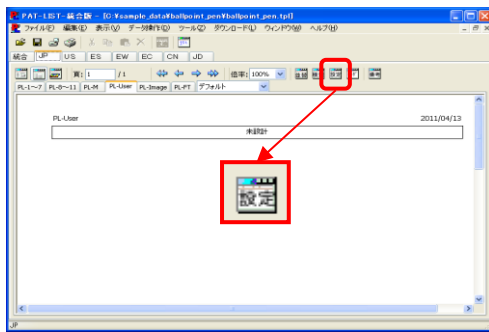 PAT-LIST-統合版 - [D:¥sample_data¥ballpoint_pen¥ballpoint_pen.tpl]
ファイル(F) 編集(E) 表示(V) データ操作(D) ツール(Z) ダウンロード(L) ウィンドウ(W) ヘルプ(H)
統合 JP US ES EW EC CN JD
頁: 1 /1 倍率: 100% 設定
PL-1～7 PL-8～11 PL-M PL-User PL-Image PL-PT デフォルト
PL-User 2011/04/13
未設計
設定
JP